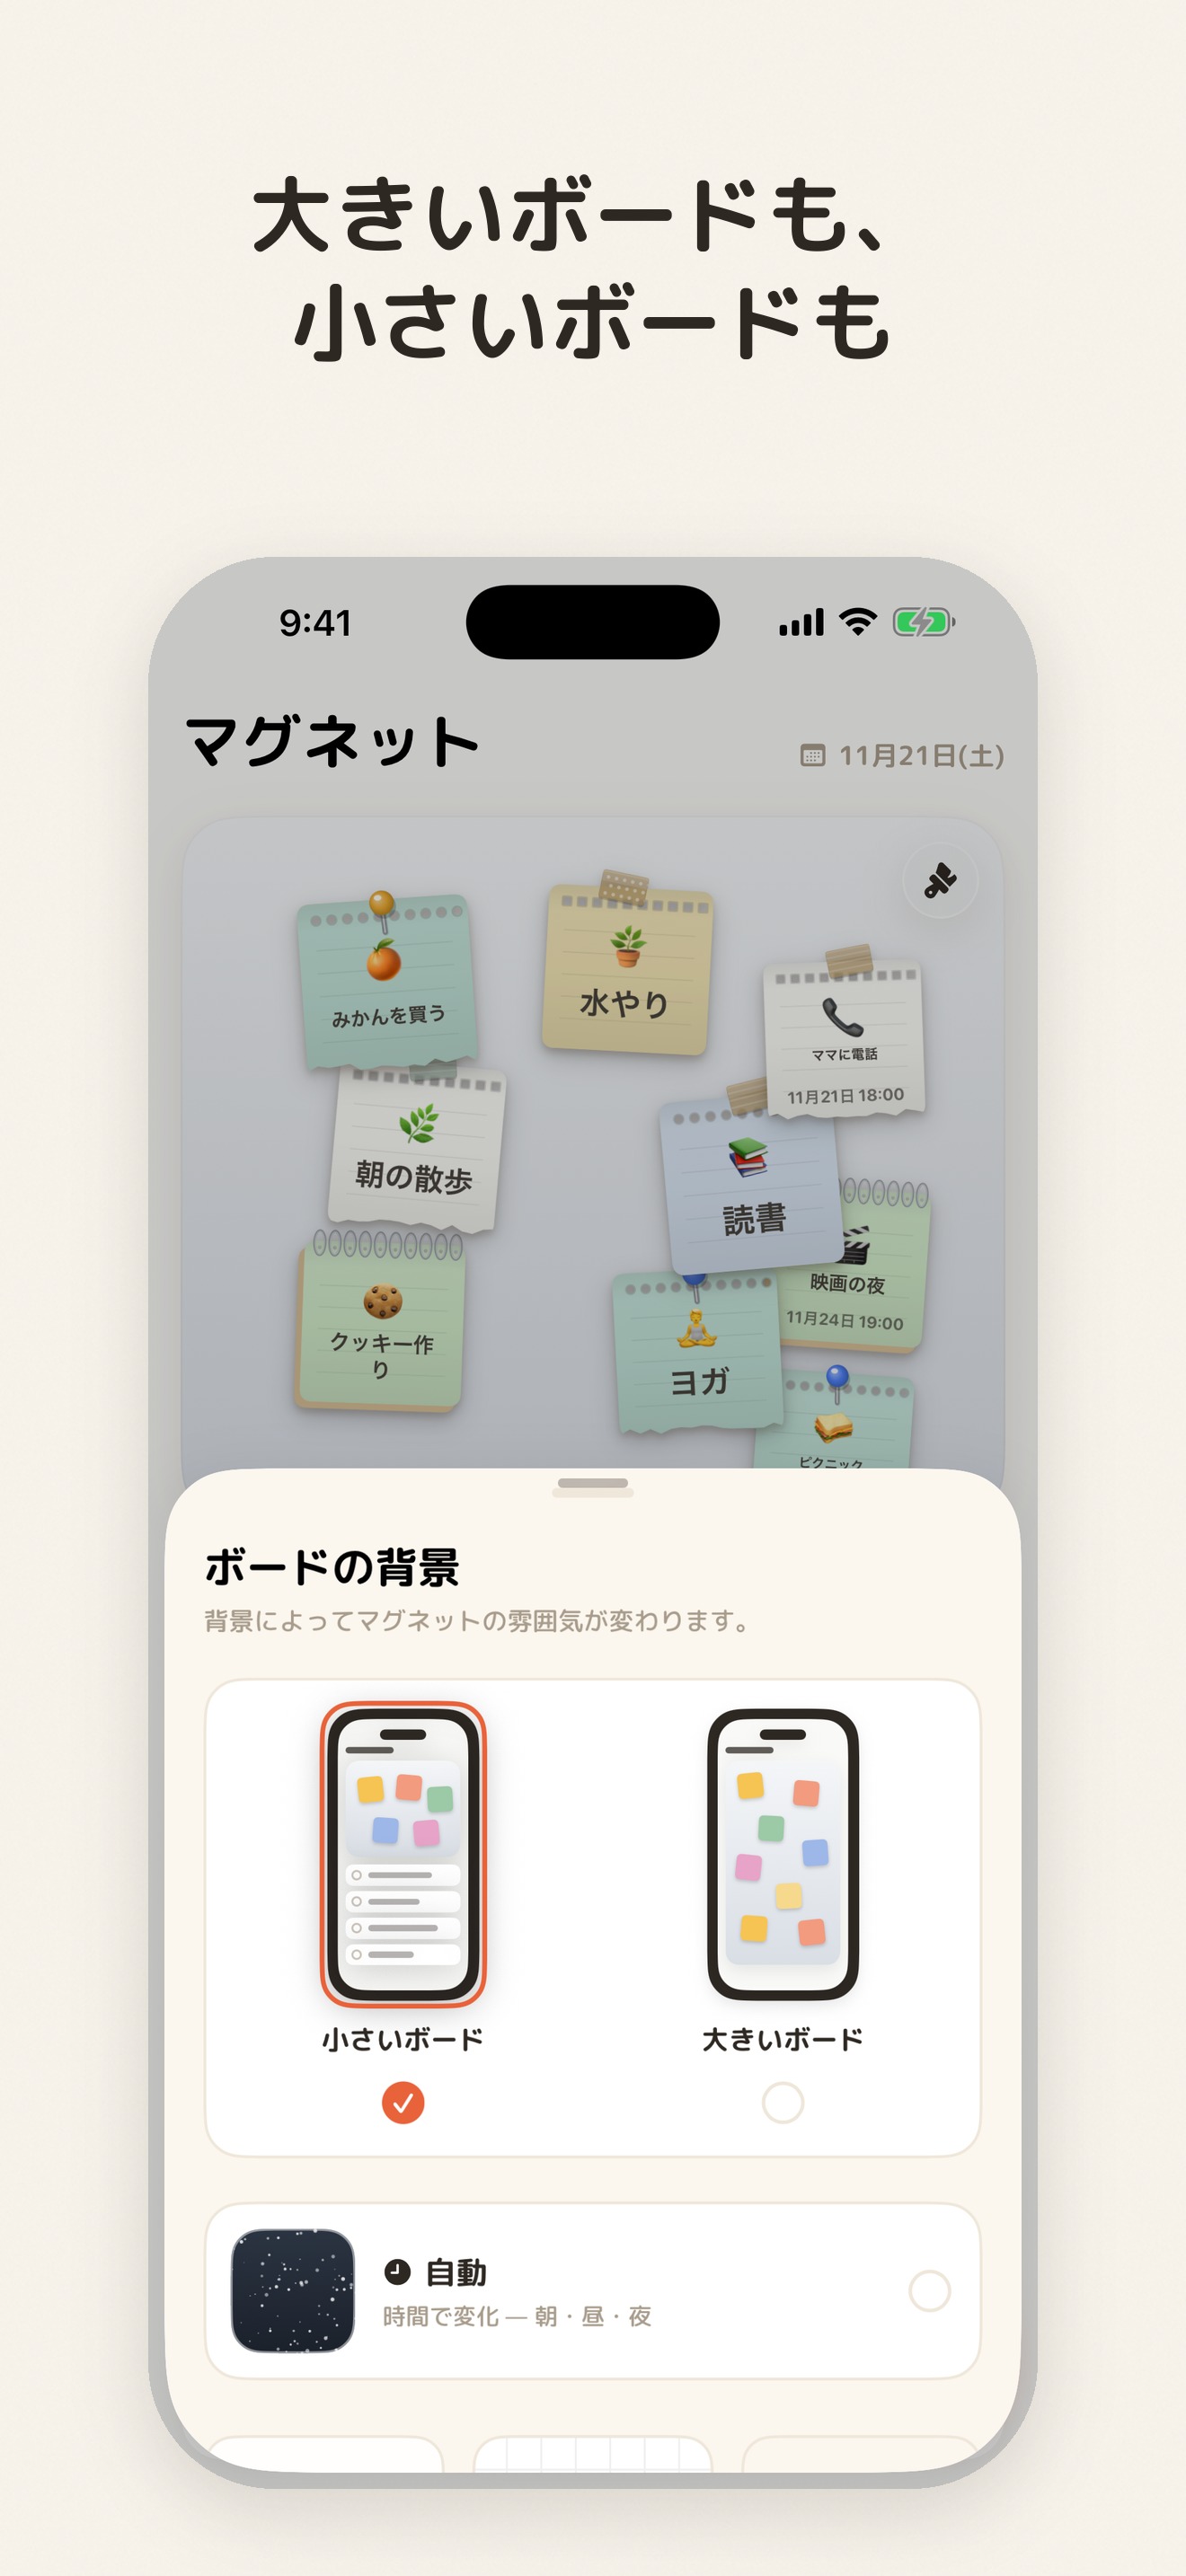 大きいボードも、
小さいボードも
9:41
マグネット
11月21日(土)
みかんを買う
水やり
ママに電話
11月21日 18:00
朝の散歩
読書
映画の夜
11月24日 19:00
クッキー作
り
ヨガ
ピクニック
ボードの背景
背景によってマグネットの雰囲気が変わります。
小さいボード
大きいボード
自動
時間で変化 — 朝・昼・夜